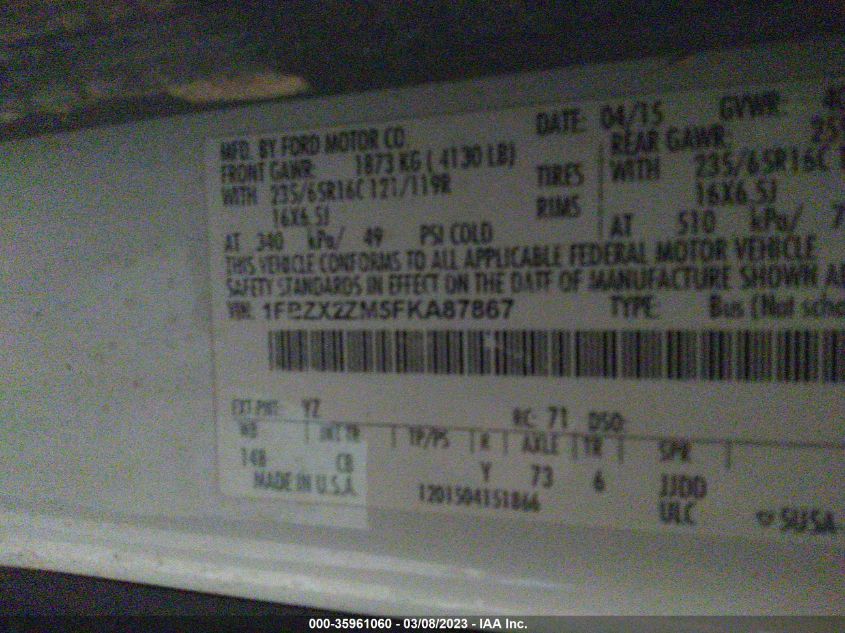 MFD. BY FORD MOTOR CO.
DATE: 04/15 GVWR:
FRONT GAWR: 1873 KG ( 4130 LB)
REAR GAWR:
WITH 235/65R16C 121/119R TIRES WITH 235/65R16C
16X6.5J RIMS 16X6.5J
AT 340 kPa/ 49 PSI COLD AT 510 kPa/ 7
THIS VEHICLE CONFORMS TO ALL APPLICABLE FEDERAL MOTOR VEHICLE
SAFETY STANDARDS IN EFFECT ON THE DATE OF MANUFACTURE SHOWN
VIN: TYPE: Bus (Not
EXT PNT: YZ RC: 71 DSO:
WB INT TR TP/PS R AXLE TR SPR
148 CB Y 73 6 JJDD
MADE IN U.S.A. 1201504151866 ULC
000-35961060 - 03/08/2023 - IAA Inc.